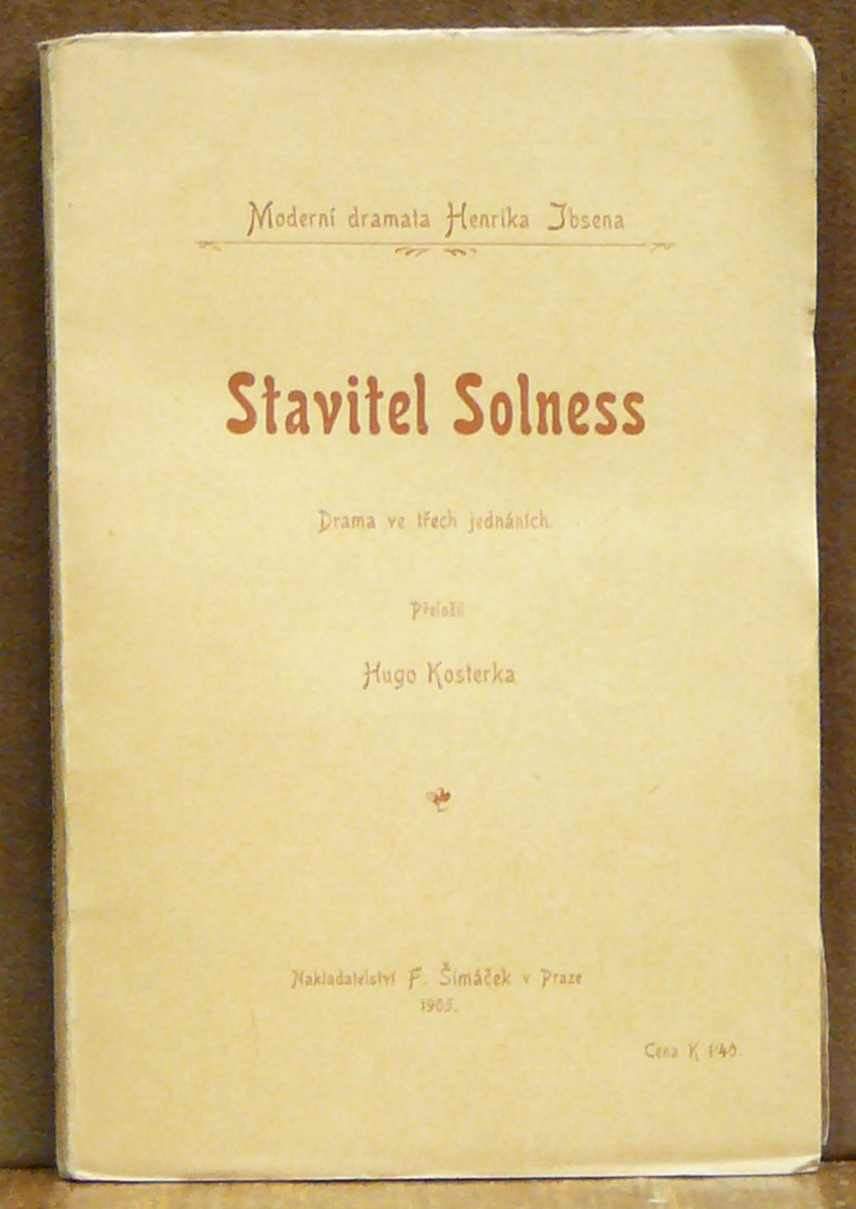 Moderní dramata Henrika Ibsena
Stavitel Solness
Drama ve třech jednáních.
Přeložil
Hugo Kosterka
Nakladatelství F. Šimáček v Praze
1905.
Cena K 1·40.